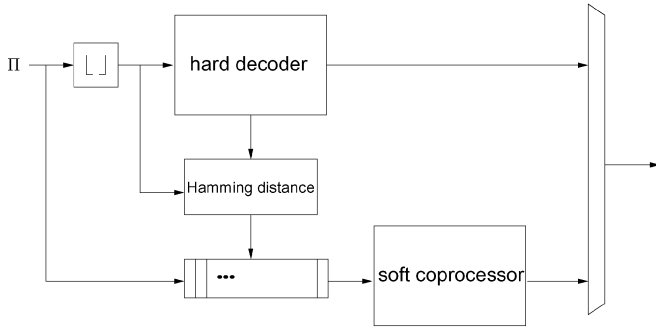 Π
⌊ ⌋
hard decoder
Hamming distance
...
soft coprocessor